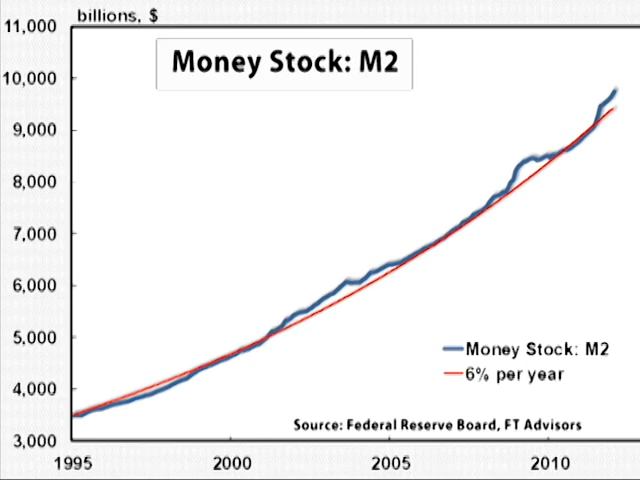 billions, $
Money Stock: M2
11,000
10,000
9,000
8,000
7,000
6,000
5,000
4,000
3,000
Money Stock: M2
6% per year
Source: Federal Reserve Board, FT Advisors
1995 2000 2005 2010